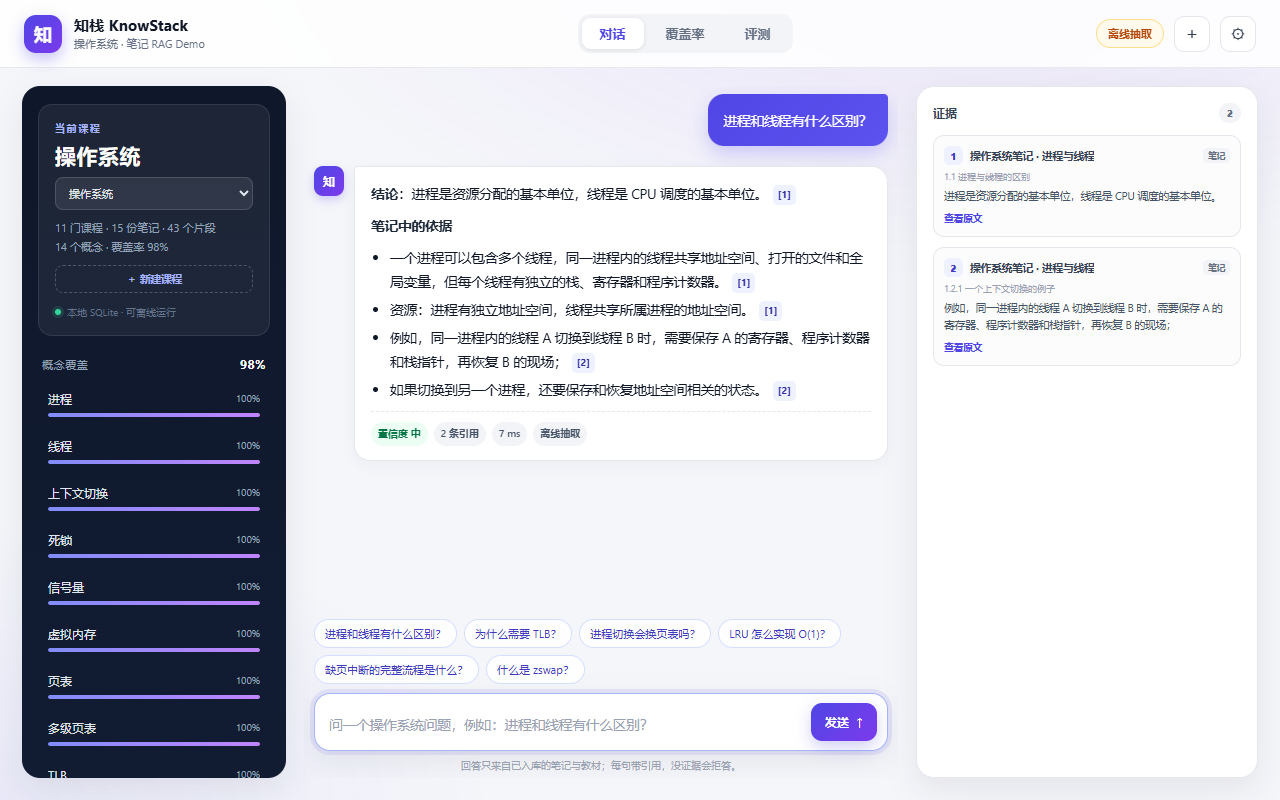 知
知栈 KnowStack
操作系统 · 笔记 RAG Demo
对话
覆盖率
评测
离线抽取
+
当前课程
操作系统
操作系统
11 门课程 · 15 份笔记 · 43 个片段
14 个概念 · 覆盖率 98%
+ 新建课程
本地 SQLite · 可离线运行
概念覆盖
98%
进程
100%
线程
100%
上下文切换
100%
死锁
100%
信号量
100%
虚拟内存
100%
页表
100%
多级页表
100%
TLB
100%
进程和线程有什么区别？
知
结论：进程是资源分配的基本单位，线程是 CPU 调度的基本单位。 [1]
笔记中的依据
• 一个进程可以包含多个线程，同一进程内的线程共享地址空间、打开的文件和全
局变量，但每个线程有独立的栈、寄存器和程序计数器。 [1]
• 资源：进程有独立地址空间，线程共享所属进程的地址空间。 [1]
• 例如，同一进程内的线程 A 切换到线程 B 时，需要保存 A 的寄存器、程序计数器
和栈指针，再恢复 B 的现场； [2]
• 如果切换到另一个进程，还要保存和恢复地址空间相关的状态。 [2]
置信度 中
2 条引用
7 ms
离线抽取
进程和线程有什么区别？
为什么需要 TLB？
进程切换会换页表吗？
LRU 怎么实现 O(1)？
缺页中断的完整流程是什么？
什么是 zswap？
问一个操作系统问题，例如：进程和线程有什么区别？
发送 ↑
回答只来自已入库的笔记与教材；每句带引用，没证据会拒答。
证据
2
1
操作系统笔记 · 进程与线程
笔记
1.1 进程与线程的区别
进程是资源分配的基本单位，线程是 CPU 调度的基本单位。
查看原文
2
操作系统笔记 · 进程与线程
笔记
1.2.1 一个上下文切换的例子
例如，同一进程内的线程 A 切换到线程 B 时，需要保存 A 的
寄存器、程序计数器和栈指针，再恢复 B 的现场；
查看原文